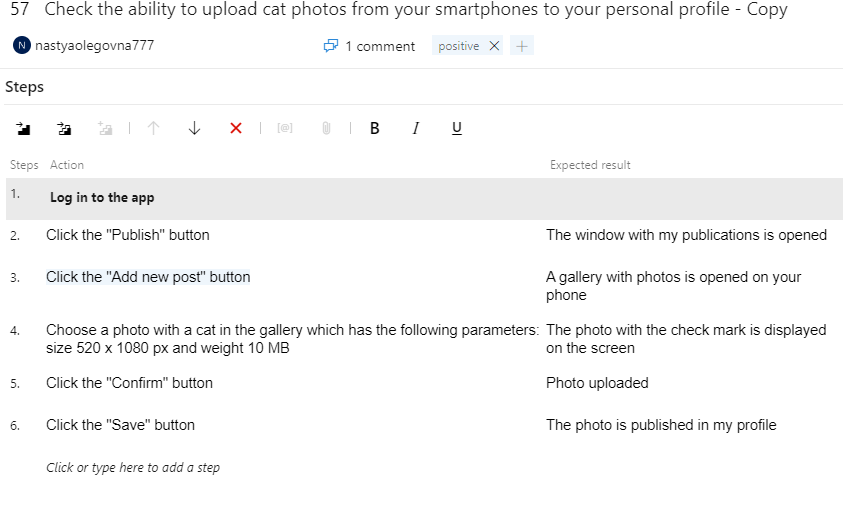 57 Check the ability to upload cat photos from your smartphones to your personal profile - Copy
N nastyaolegovna777 1 comment positive
Steps
B I U
Steps Action Expected result
1. Log in to the app
2. Click the "Publish" button The window with my publications is opened
3. Click the "Add new post" button A gallery with photos is opened on your
phone
4. Choose a photo with a cat in the gallery which has the following parameters: The photo with the check mark is displayed
size 520 x 1080 px and weight 10 MB on the screen
5. Click the "Confirm" button Photo uploaded
6. Click the "Save" button The photo is published in my profile
Click or type here to add a step